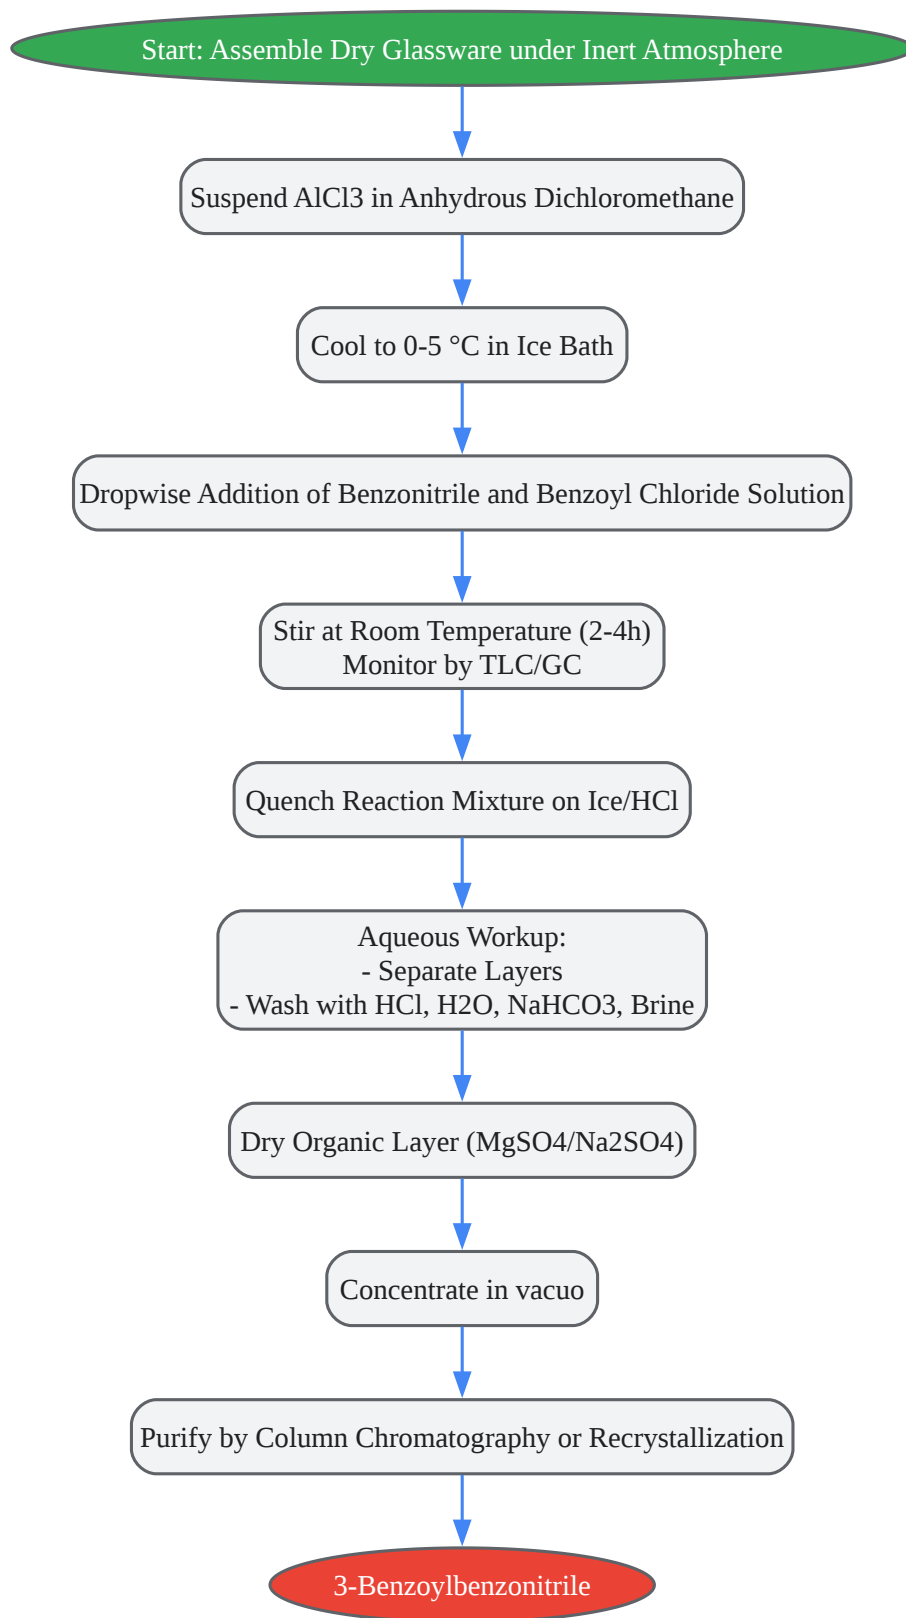 Start: Assemble Dry Glassware under Inert Atmosphere
Suspend AlCl3 in Anhydrous Dichloromethane
Cool to 0-5 °C in Ice Bath
Dropwise Addition of Benzonitrile and Benzoyl Chloride Solution
Stir at Room Temperature (2-4h)
Monitor by TLC/GC
Quench Reaction Mixture on Ice/HCl
Aqueous Workup:
- Separate Layers
- Wash with HCl, H2O, NaHCO3, Brine
Dry Organic Layer (MgSO4/Na2SO4)
Concentrate in vacuo
Purify by Column Chromatography or Recrystallization
3-Benzoylbenzonitrile